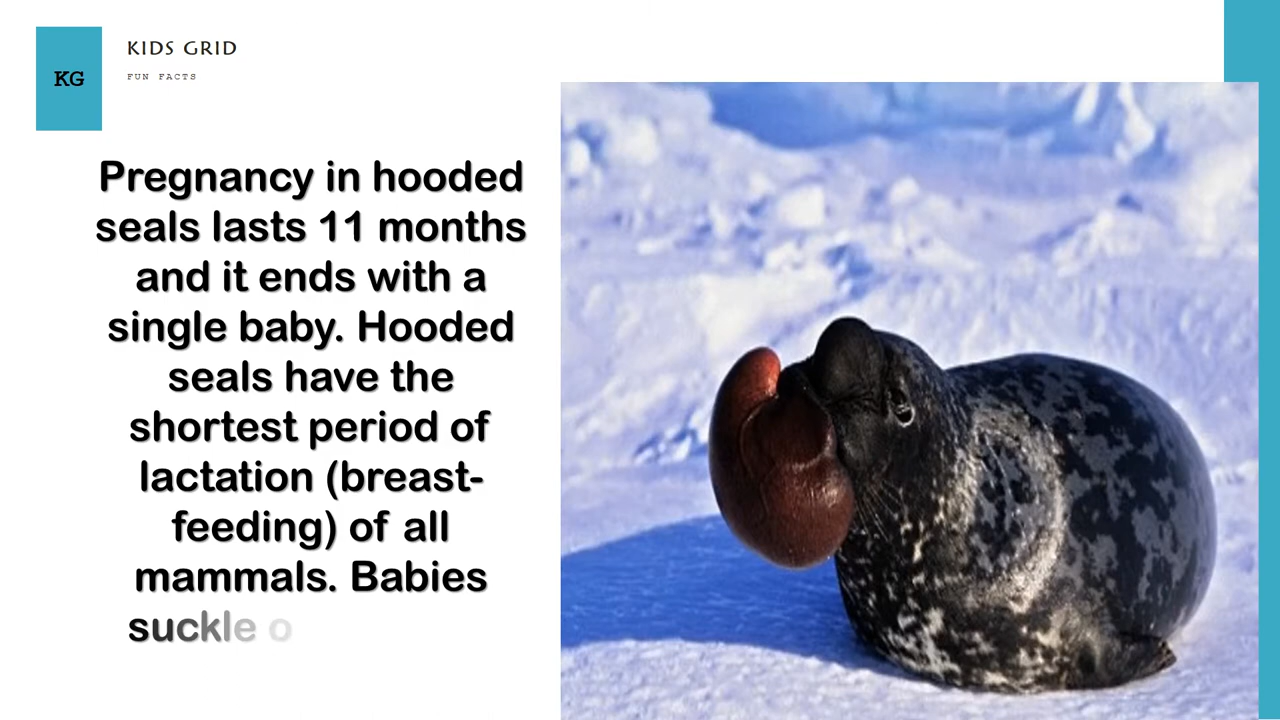 KG
KIDS GRID
FUN FACTS
Pregnancy in hooded
seals lasts 11 months
and it ends with a
single baby. Hooded
seals have the
shortest period of
lactation (breast-
feeding) of all
mammals. Babies
suckle o